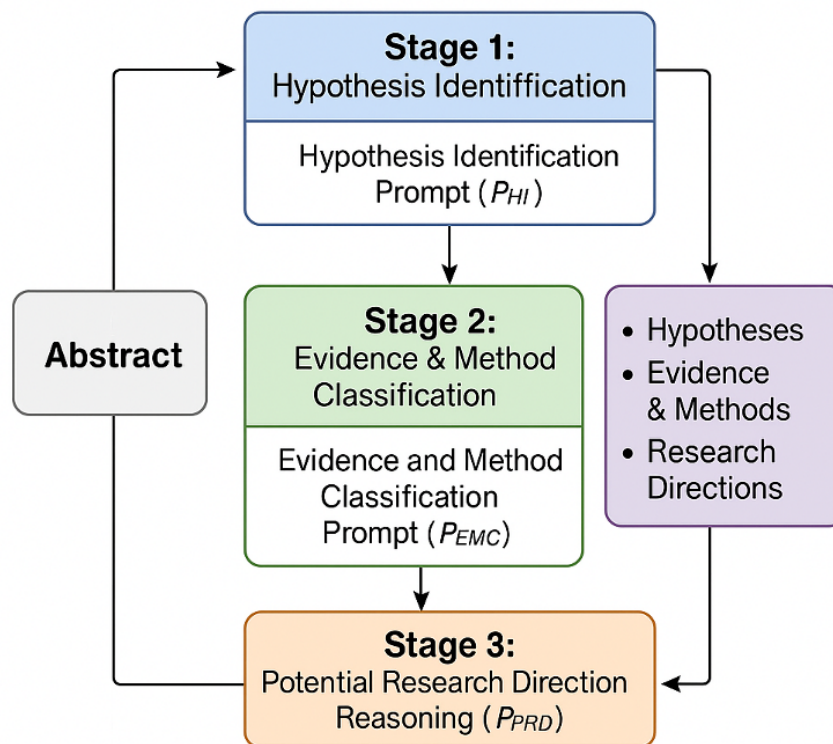 Stage 1:
Hypothesis Identiffication
Hypothesis Identification
Prompt (PHI)
Abstract
Stage 2:
Evidence & Method
Classification
Evidence and Method
Classification
Prompt (PEMC)
• Hypotheses
• Evidence
& Methods
• Research
Directions
Stage 3:
Potential Research Direction
Reasoning (PPRD)